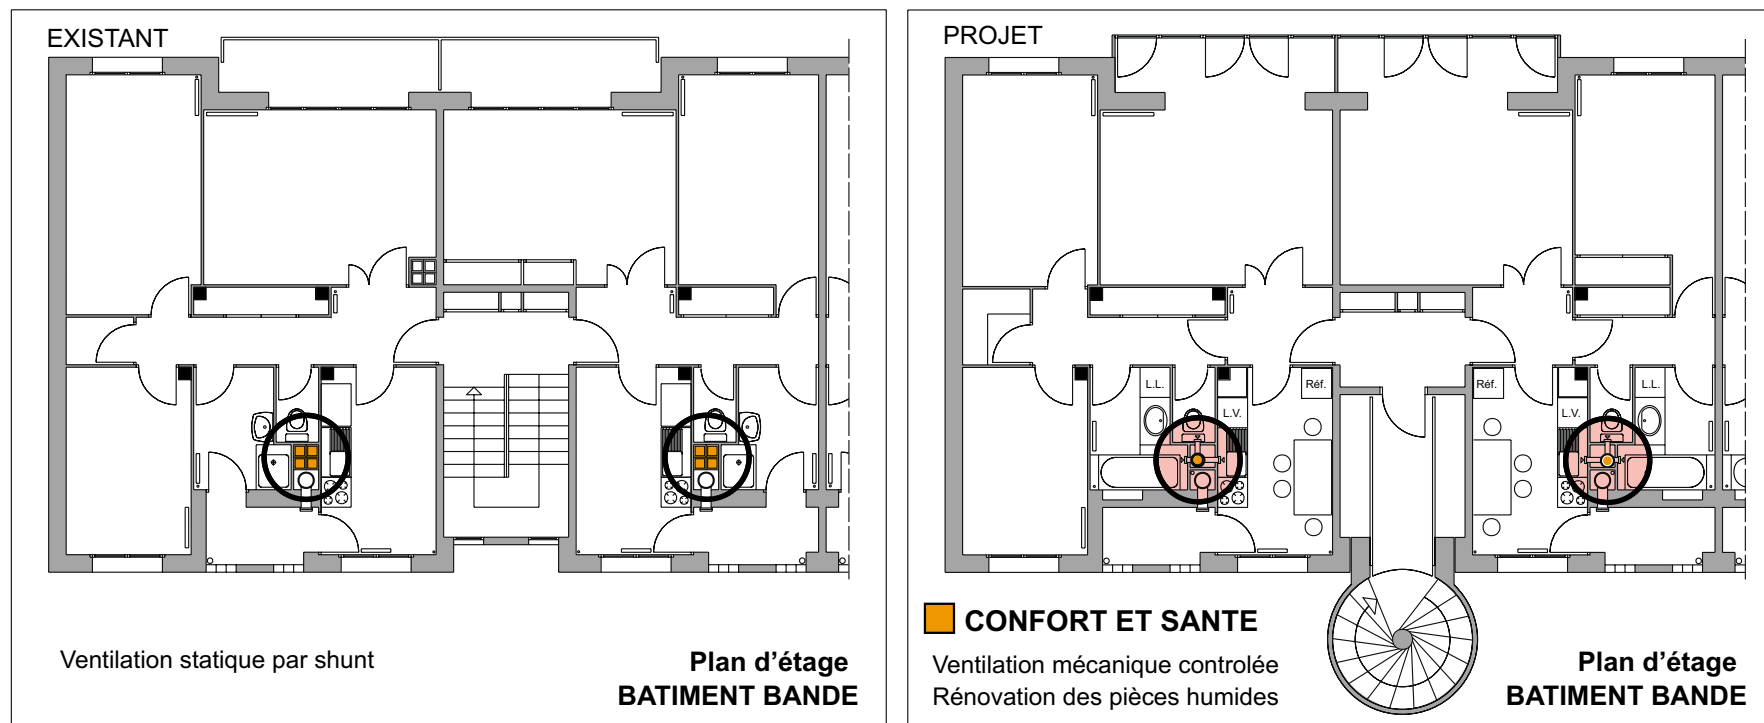 EXISTANT
Ventilation statique par shunt
Plan d'étage
BATIMENT BANDE
PROJET
L.L.
L.V.
Réf.
Réf.
L.V.
L.L.
CONFORT ET SANTE
Ventilation mécanique controlée
Rénovation des pièces humides
Plan d'étage
BATIMENT BANDE